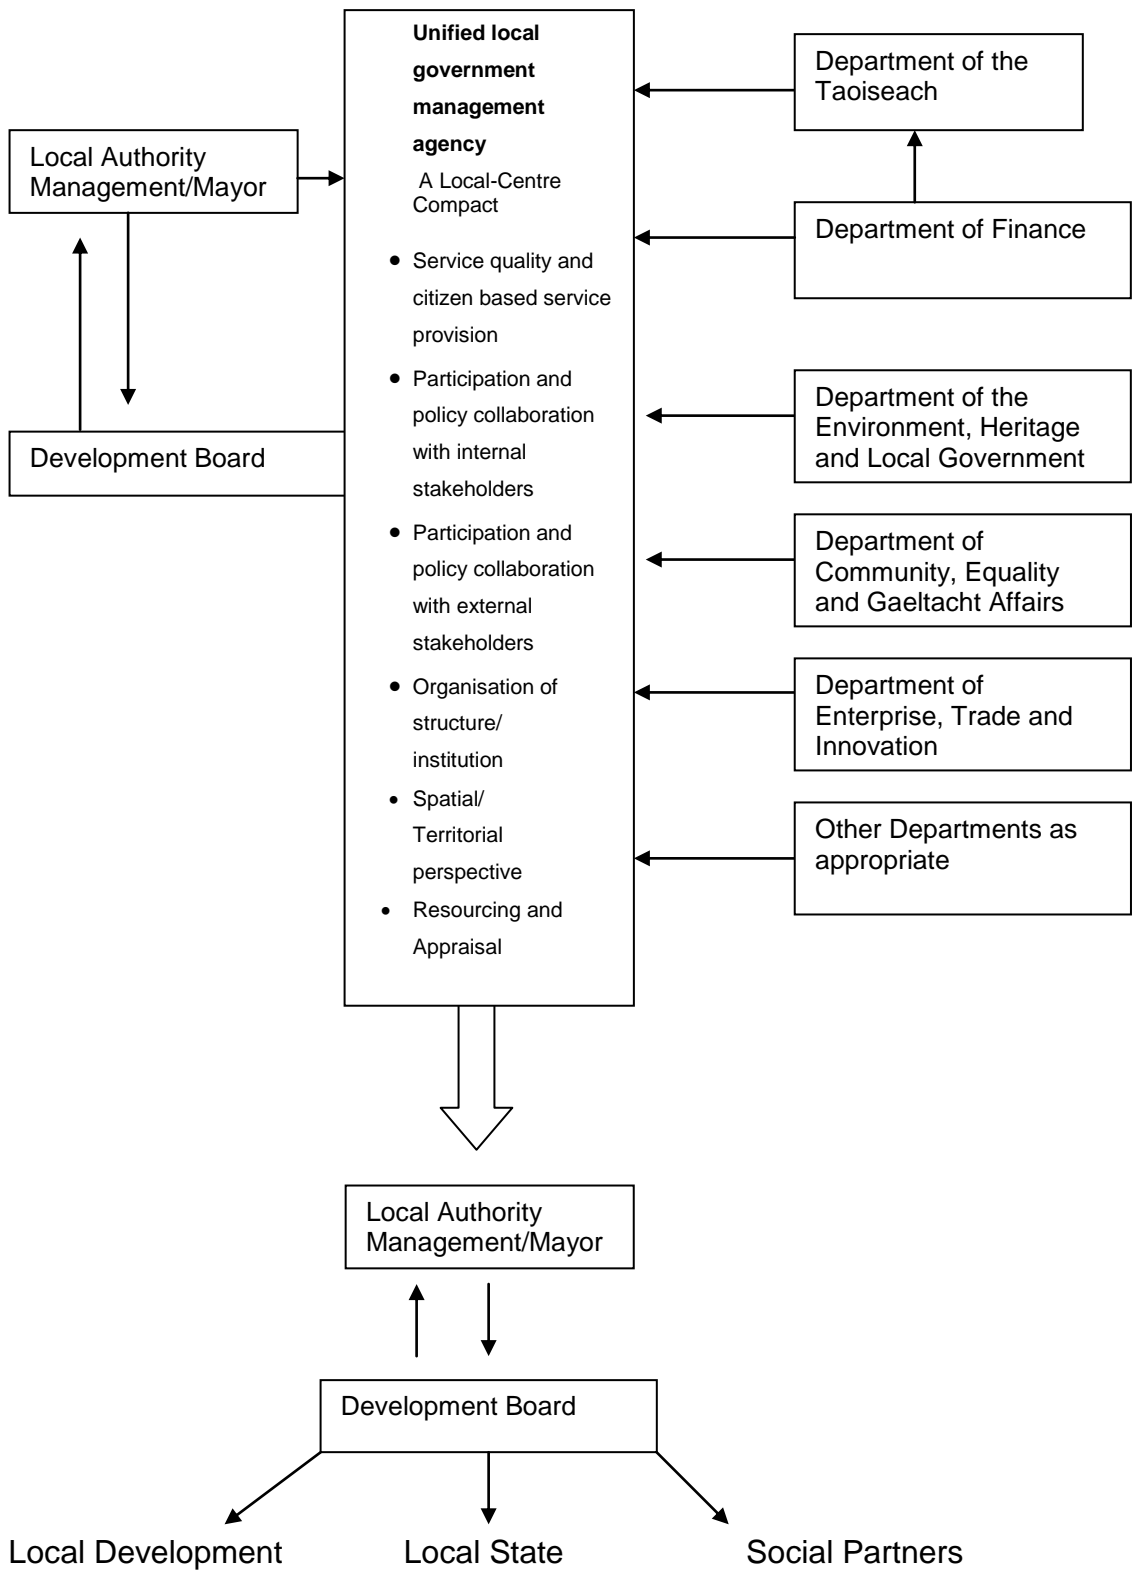 Unified local
government
management
agency
A Local-Centre
Compact
• Service quality and
citizen based service
provision
• Participation and
policy collaboration
with internal
stakeholders
• Participation and
policy collaboration
with external
stakeholders
• Organisation of
structure/
institution
• Spatial/
Territorial
perspective
• Resourcing and
Appraisal
Local Authority
Management/Mayor
Development Board
Department of the
Taoiseach
Department of Finance
Department of the
Environment, Heritage
and Local Government
Department of
Community, Equality
and Gaeltacht Affairs
Department of
Enterprise, Trade and
Innovation
Other Departments as
appropriate
Local Authority
Management/Mayor
Development Board
Local Development
Local State
Social Partners